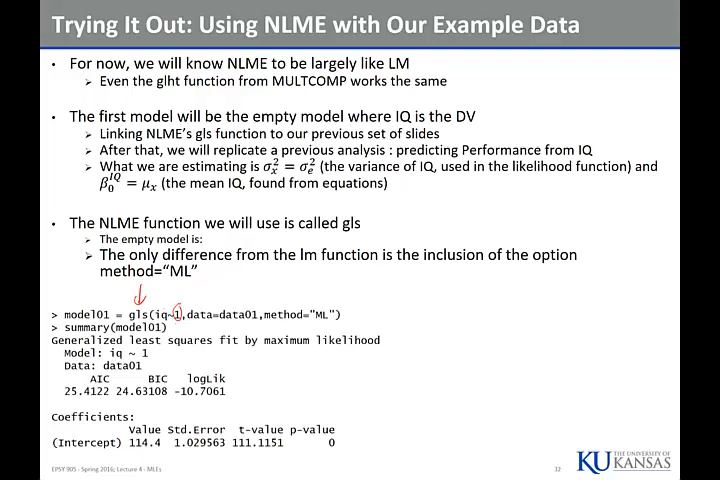 Trying It Out: Using NLME with Our Example Data
• For now, we will know NLME to be largely like LM
➢ Even the glht function from MULTCOMP works the same
• The first model will be the empty model where IQ is the DV
➢ Linking NLME's gls function to our previous set of slides
➢ After that, we will replicate a previous analysis : predicting Performance from IQ
➢ What we are estimating is σ²ₓ = σ²ₑ (the variance of IQ, used in the likelihood function) and
β₀^IQ = μₓ (the mean IQ, found from equations)
• The NLME function we will use is called gls
➢ The empty model is:
➢ The only difference from the lm function is the inclusion of the option
method="ML"
> model01 = gls(iq~1,data=data01,method="ML")
> summary(model01)
Generalized least squares fit by maximum likelihood
Model: iq ~ 1
Data: data01
AIC BIC logLik
25.4122 24.63108 -10.7061
Coefficients:
Value Std.Error t-value p-value
(Intercept) 114.4 1.029563 111.1151 0
EPSY 905 - Spring 2016; Lecture 4 - MLEs
32
KU THE UNIVERSITY OF
KANSAS